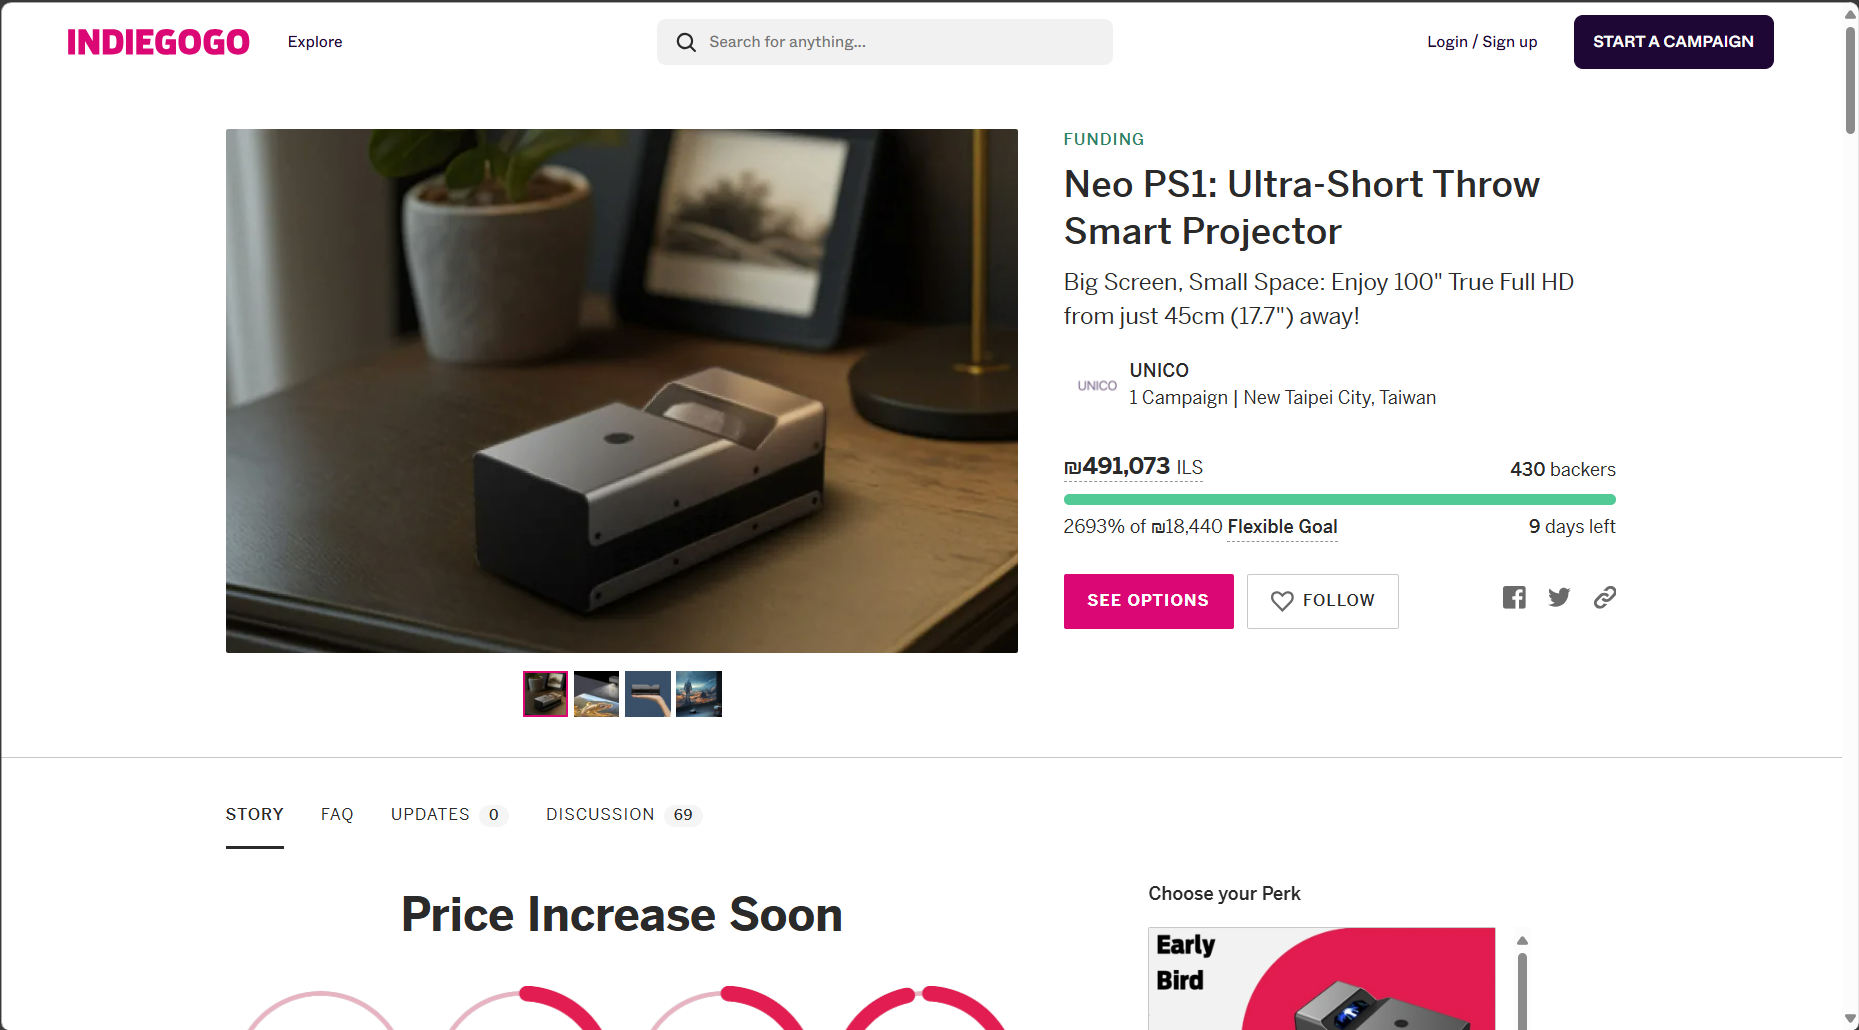 INDIEGOGO
Explore
Search for anything...
Login / Sign up
START A CAMPAIGN
FUNDING
Neo PS1: Ultra-Short Throw
Smart Projector
Big Screen, Small Space: Enjoy 100" True Full HD
from just 45cm (17.7") away!
UNICO
UNICO
1 Campaign | New Taipei City, Taiwan
₪491,073 ILS
430 backers
2693% of ₪18,440 Flexible Goal
9 days left
SEE OPTIONS
FOLLOW
STORY
FAQ
UPDATES 0
DISCUSSION 69
Price Increase Soon
Choose your Perk
Early
Bird